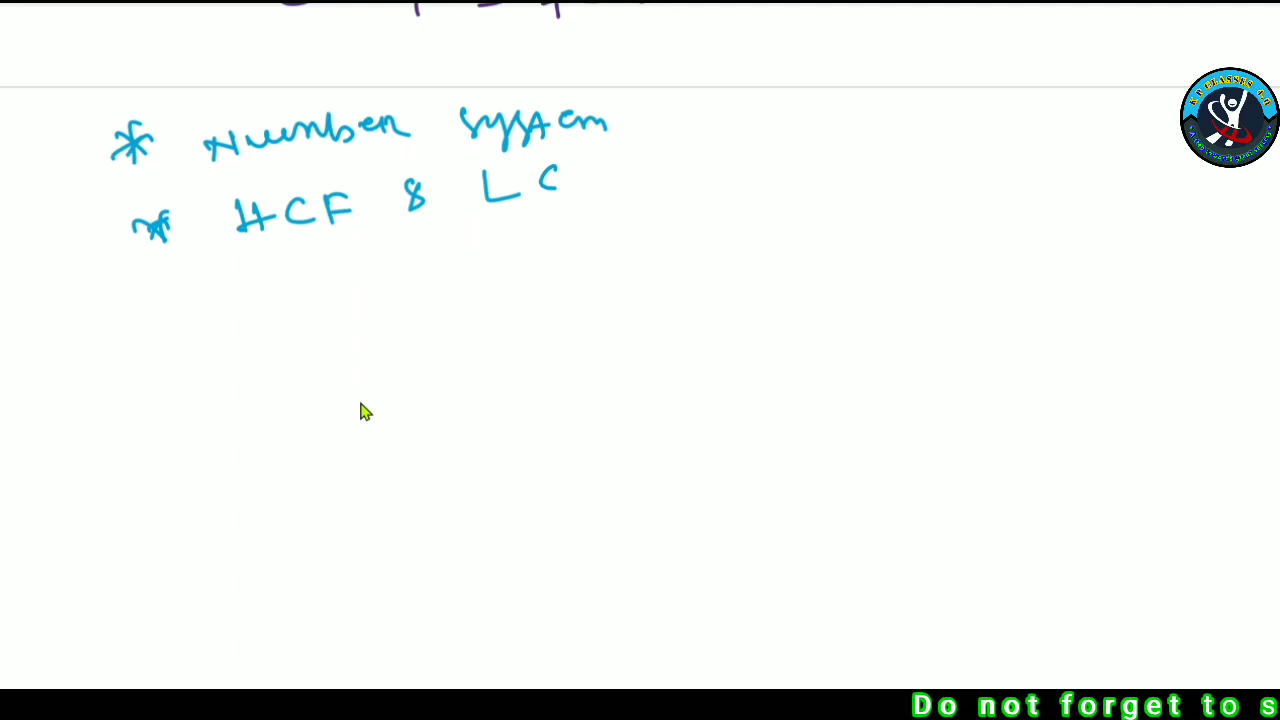 * Number system
* HCF & LC
Do not forget to s